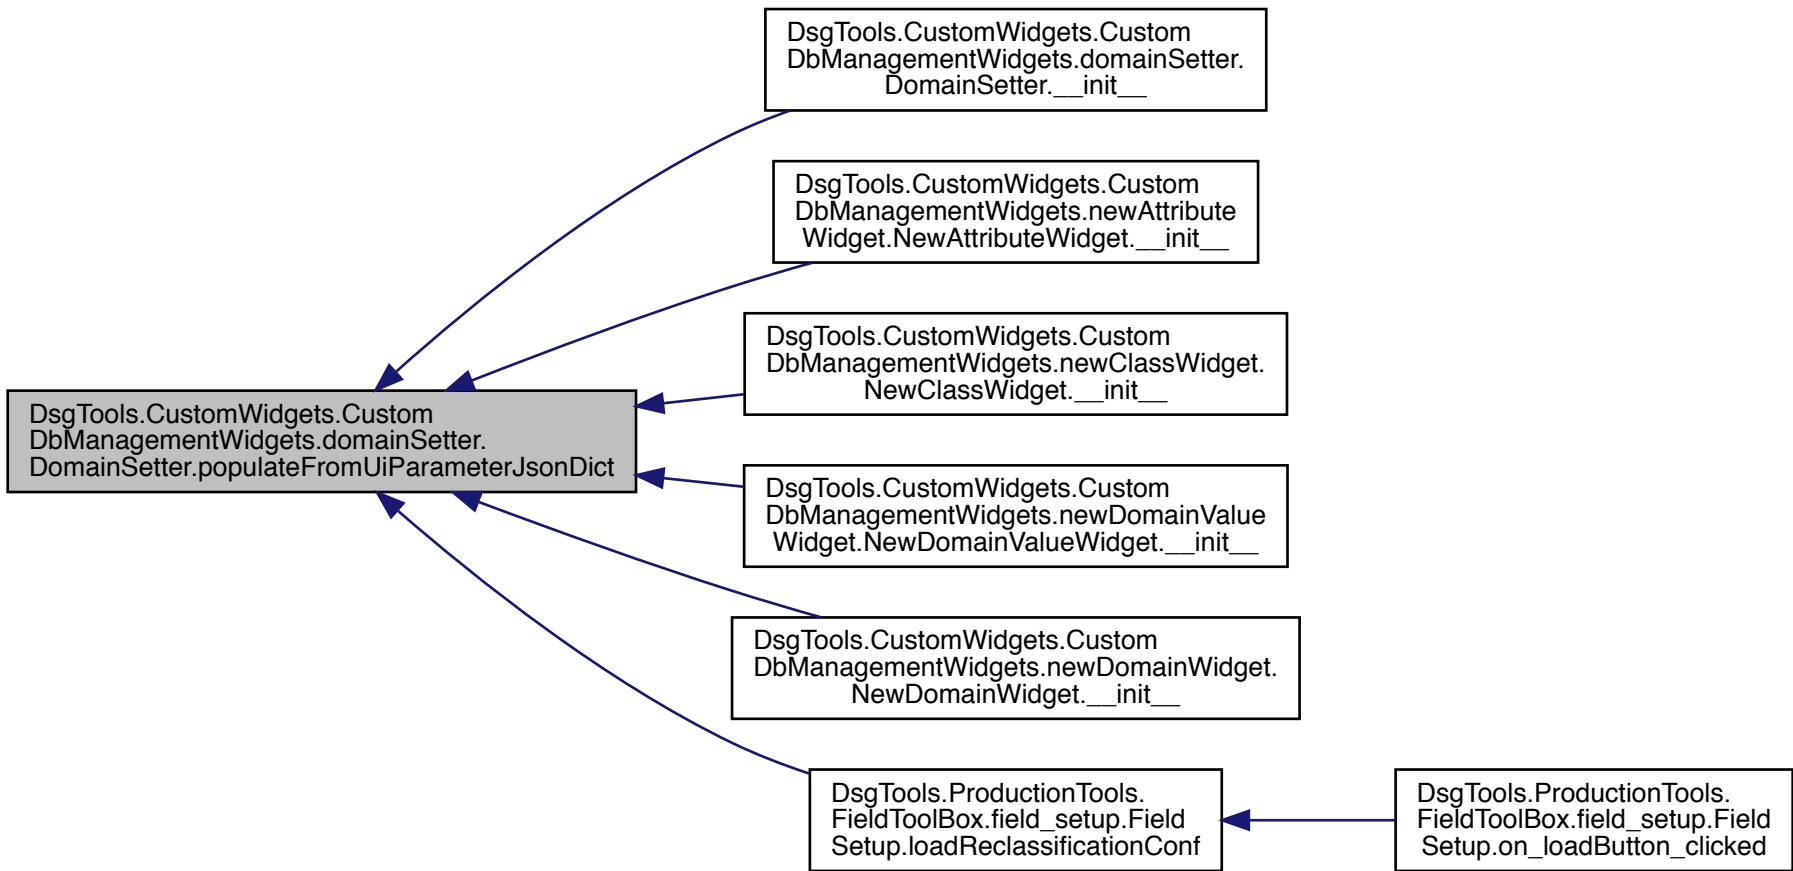 DsgTools.CustomWidgets.Custom
DbManagementWidgets.domainSetter.
DomainSetter.__init__
DsgTools.CustomWidgets.Custom
DbManagementWidgets.newAttribute
Widget.NewAttributeWidget.__init__
DsgTools.CustomWidgets.Custom
DbManagementWidgets.newClassWidget.
NewClassWidget.__init__
DsgTools.CustomWidgets.Custom
DbManagementWidgets.domainSetter.
DomainSetter.populateFromUiParameterJsonDict
DsgTools.CustomWidgets.Custom
DbManagementWidgets.newDomainValue
Widget.NewDomainValueWidget.__init__
DsgTools.CustomWidgets.Custom
DbManagementWidgets.newDomainWidget.
NewDomainWidget.__init__
DsgTools.ProductionTools.
FieldToolBox.field_setup.Field
Setup.loadReclassificationConf
DsgTools.ProductionTools.
FieldToolBox.field_setup.Field
Setup.on_loadButton_clicked